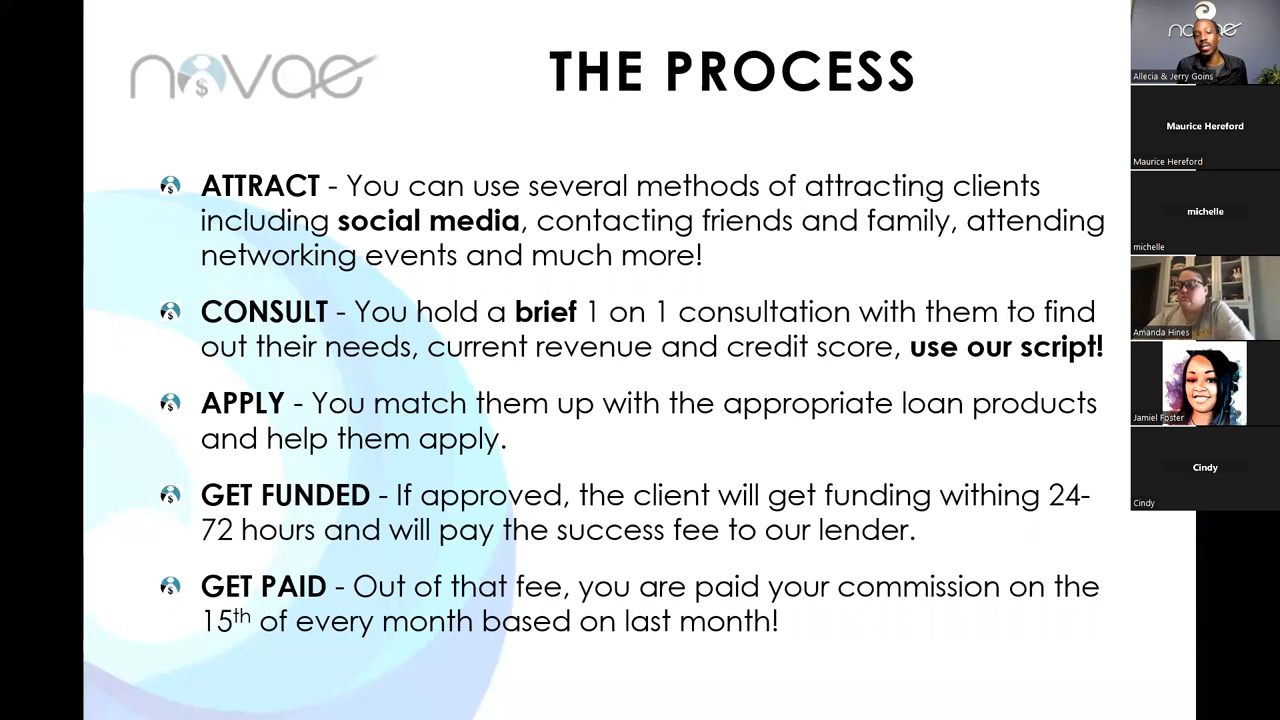 novae
THE PROCESS
ATTRACT - You can use several methods of attracting clients
including social media, contacting friends and family, attending
networking events and much more!
CONSULT - You hold a brief 1 on 1 consultation with them to find
out their needs, current revenue and credit score, use our script!
APPLY - You match them up with the appropriate loan products
and help them apply.
GET FUNDED - If approved, the client will get funding withing 24-
72 hours and will pay the success fee to our lender.
GET PAID - Out of that fee, you are paid your commission on the
15th of every month based on last month!
novae
Allecia & Jerry Goins
Maurice Hereford
Maurice Hereford
michelle
michelle
Amanda Hines
Jamiel Foster
Cindy
Cindy